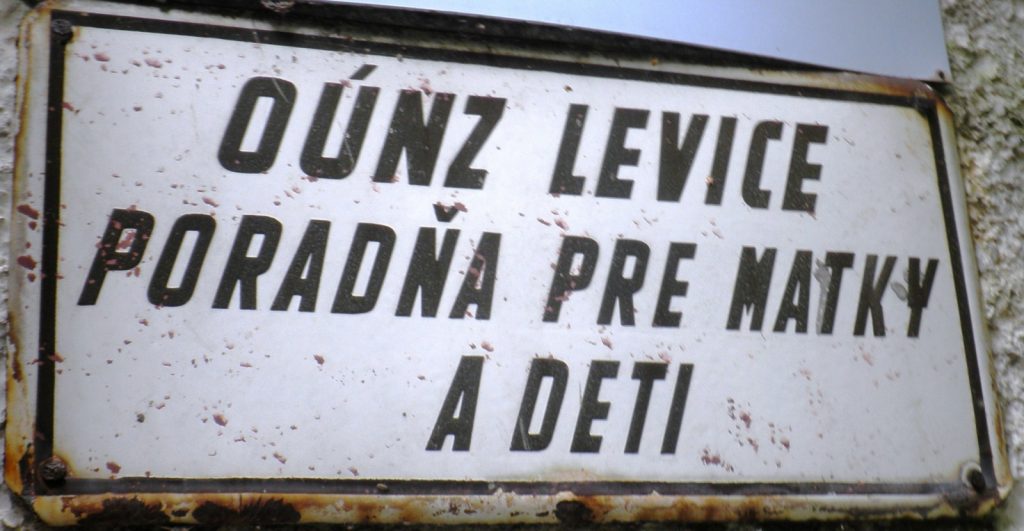 OÚNZ LEVICE
PORADŇA PRE MATKY
A DETI